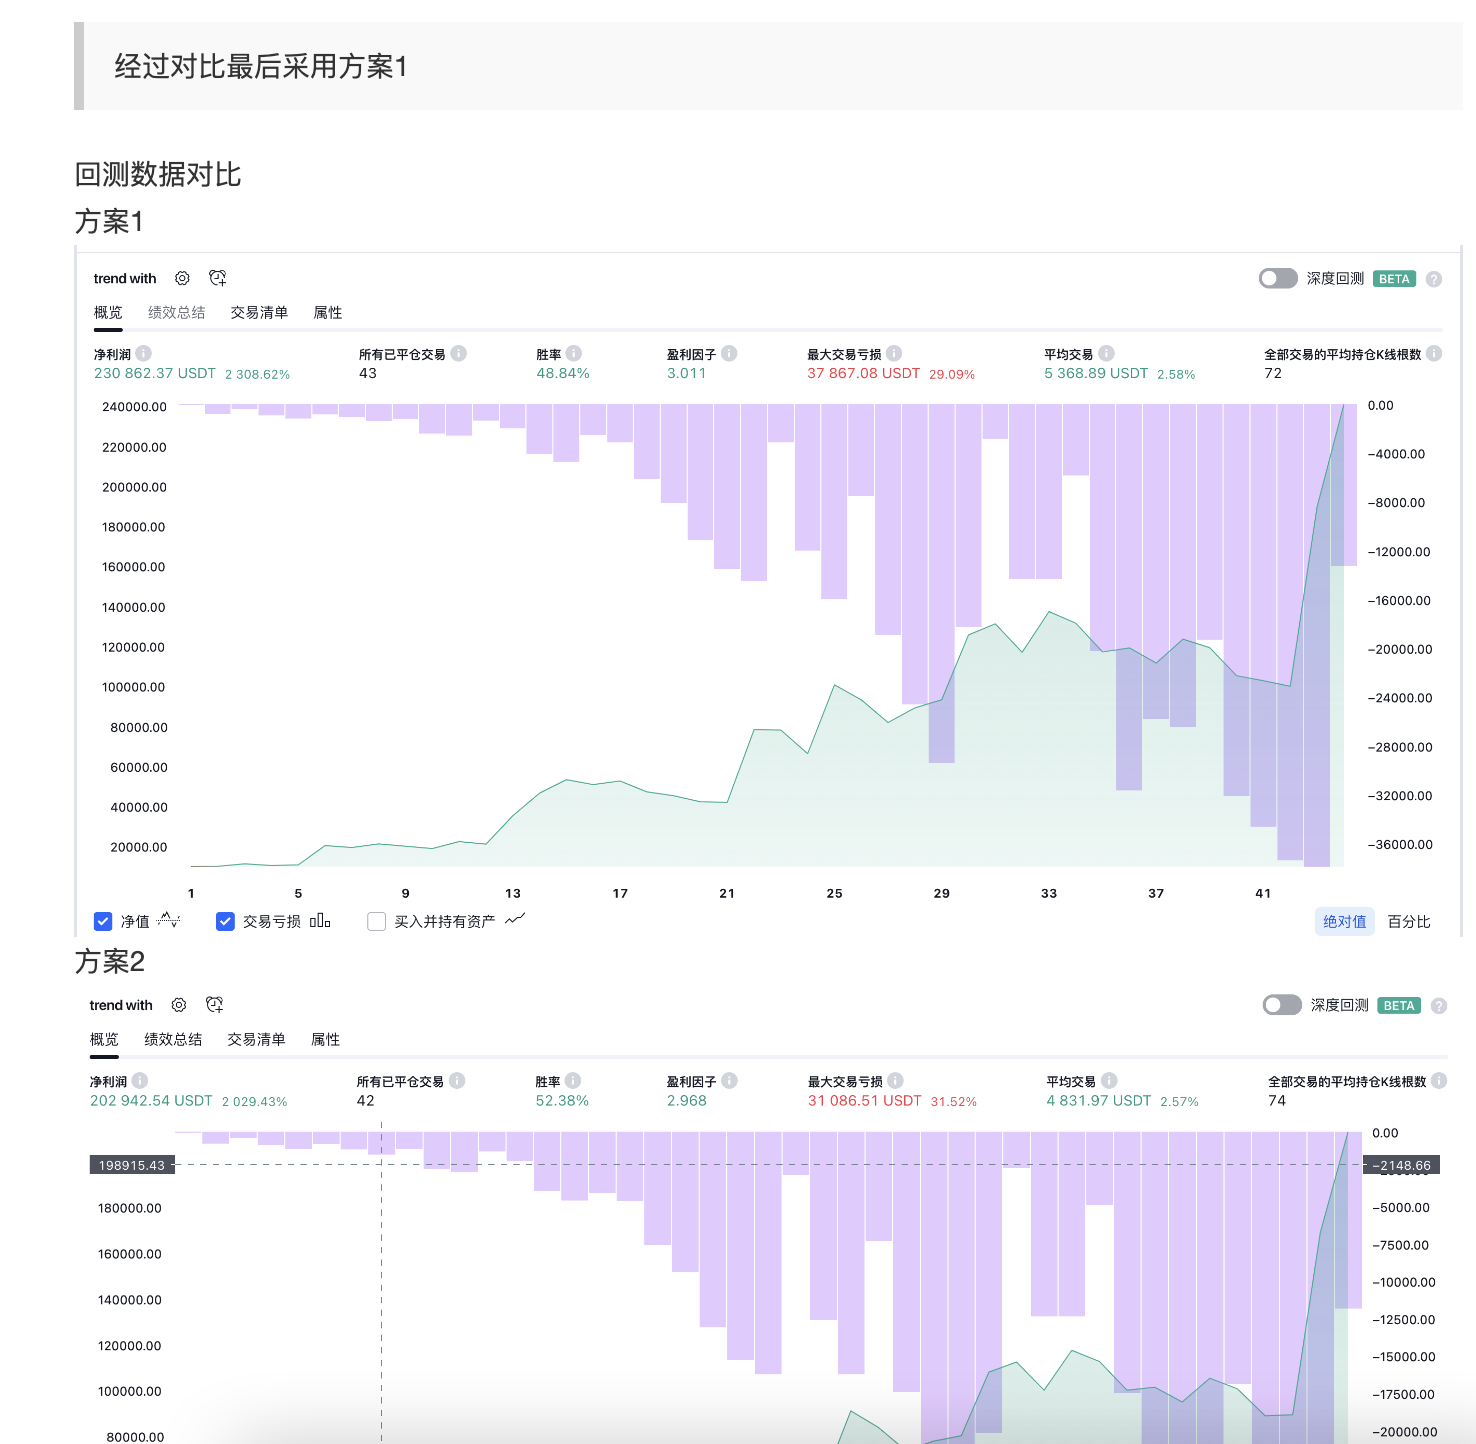 经过对比最后采用方案1
回测数据对比
方案1
trend with
深度回测 BETA ?
概览 绩效总结 交易清单 属性
净利润 所有已平仓交易 胜率 盈利因子 最大交易亏损 平均交易 全部交易的平均持仓K线根数
230 862.37 USDT 2 308.62% 43 48.84% 3.011 37 867.08 USDT 29.09% 5 368.89 USDT 2.58% 72
240000.00 0.00
220000.00 −4000.00
200000.00 −8000.00
180000.00 −12000.00
160000.00 −16000.00
140000.00 −20000.00
120000.00 −24000.00
100000.00 −28000.00
80000.00 −32000.00
60000.00 −36000.00
40000.00
20000.00
1 5 9 13 17 21 25 29 33 37 41
净值 交易亏损 买入并持有资产 绝对值 百分比
方案2
trend with
深度回测 BETA ?
概览 绩效总结 交易清单 属性
净利润 所有已平仓交易 胜率 盈利因子 最大交易亏损 平均交易 全部交易的平均持仓K线根数
202 942.54 USDT 2 029.43% 42 52.38% 2.968 31 086.51 USDT 31.52% 4 831.97 USDT 2.57% 74
0.00
198915.43 −2148.66
180000.00 −5000.00
160000.00 −7500.00
140000.00 −10000.00
120000.00 −12500.00
100000.00 −15000.00
80000.00 −17500.00
−20000.00